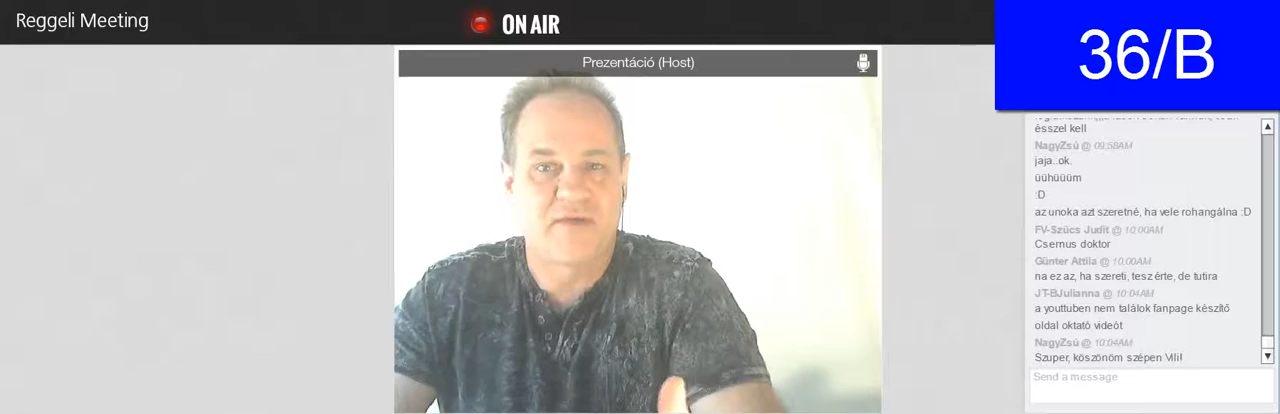 Reggeli Meeting
ON AIR
36/B
Prezentáció (Host)
ésszel kell
NagyZsú @ 09:58AM
jaja..ok.
üühüüüm
:D
az unoka azt szeretné, ha vele rohangálna :D
FV-Szücs Judit @ 10:00AM
Csernus doktor
Günter Attila @ 10:00AM
na ez az, ha szereti, tesz érte, de tutira
JT-BJulianna @ 10:04AM
a youttuben nem találok fanpage készítő
oldal oktató videót
NagyZsú @ 10:04AM
Szuper, köszönöm szépen Vili!
Send a message